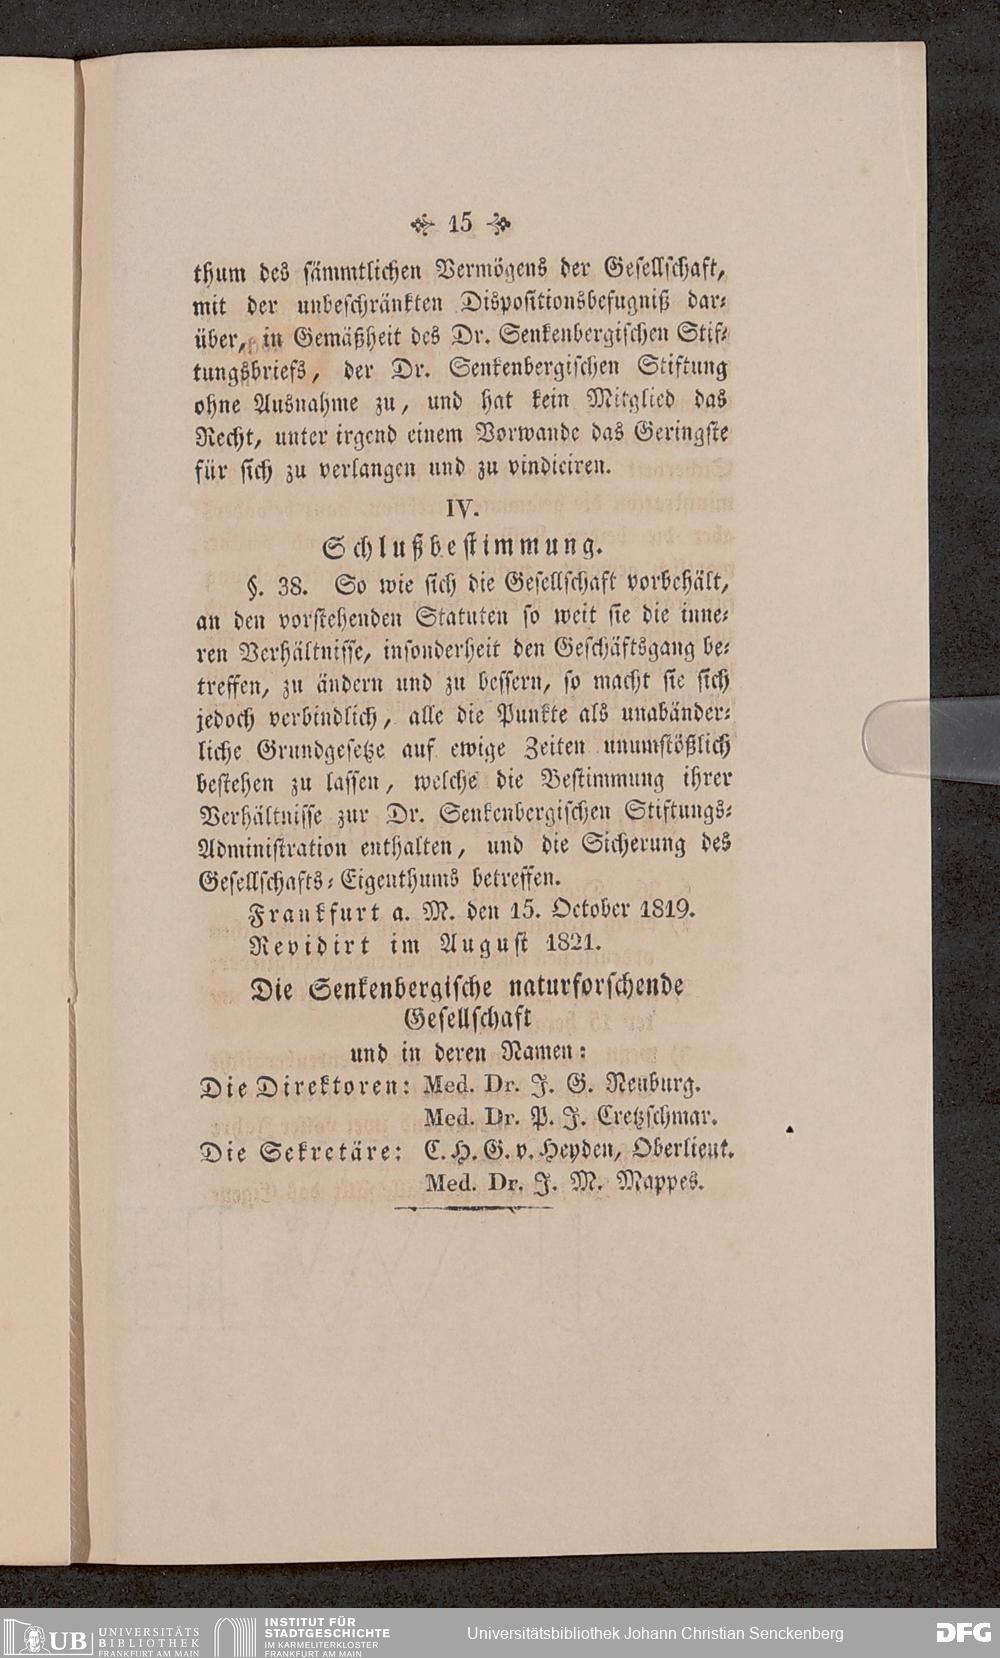 15
thum des sämmtlichen Vermögens der Gesellschaft,
mit der unbeschränkten Dispositionsbefugniß dar⸗
über, in Gemäßheit des Dr. Senkenbergischen Stif⸗
tungsbriefs, der Dr. Senkenbergischen Stiftung
ohne Ausnahme zu, und hat kein Mitglied das
Recht, unter irgend einem Vorwande das Geringste
für sich zu verlangen und zu vindiciren.
IV.
Schlußbestimmung.
§. 38. So wie sich die Gesellschaft vorbehält,
an den vorstehenden Statuten so weit sie die inne⸗
ren Verhältnisse, insonderheit den Geschäftsgang be⸗
treffen, zu ändern und zu bessern, so macht sie sich
jedoch verbindlich, alle die Punkte als unabänder⸗
liche Grundgesetze auf ewige Zeiten unumstößlich
bestehen zu lassen, welche die Bestimmung ihrer
Verhältnisse zur Dr. Senkenbergischen Stiftungs⸗
Administration enthalten, und die Sicherung des
Gesellschafts⸗Eigenthums betreffen.
Frankfurt a. M. den 15. October 1819.
Revidirt im August 1821.
Die Senkenbergische naturforschende
Gesellschaft
und in deren Namen:
Die Direktoren: Med. Dr. J. G. Neuburg.
Med. Dr. P. J. Cretzschmar.
Die Sekretäre: C. H. G. v. Heyden, Oberlieut.
Med. Dr. J. M. Mappes.
UB UNIVERSITÄTS
BIBLIOTHEK
FRANKFURT AM MAIN
INSTITUT FÜR
STADTGESCHICHTE
IM KARMELITERKLOSTER
FRANKFURT AM MAIN
Universitätsbibliothek Johann Christian Senckenberg
DFG